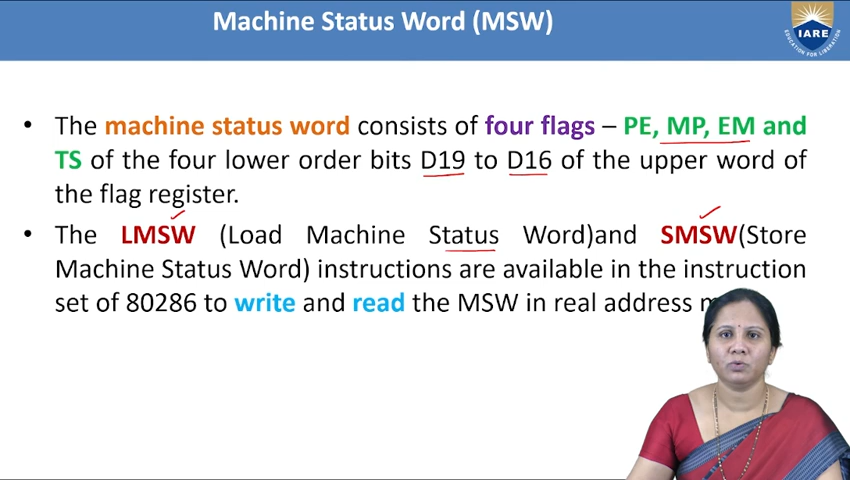 Machine Status Word (MSW)
IARE
EDUCATION FOR LIBERATION
• The machine status word consists of four flags – PE, MP, EM and
TS of the four lower order bits D19 to D16 of the upper word of
the flag register.
• The LMSW (Load Machine Status Word)and SMSW(Store
Machine Status Word) instructions are available in the instruction
set of 80286 to write and read the MSW in real address